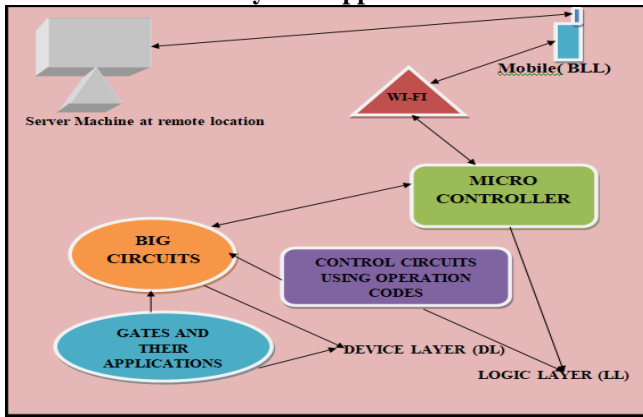 Mobile( BLL)
Server Machine at remote location
WI-FI
MICRO
CONTROLLER
BIG
CIRCUITS
CONTROL CIRCUITS
USING OPERATION
CODES
GATES AND
THEIR
APPLICATIONS
DEVICE LAYER (DL)
LOGIC LAYER (LL)